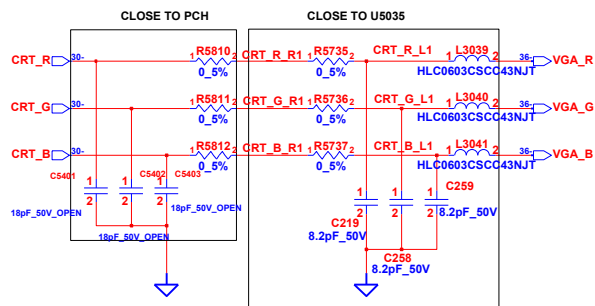 CLOSE TO PCH
CLOSE TO U5035
CRT_R 30- 1 R5810 2 CRT_R_R1 1 R5735 2 CRT_R_L1 1 L3039 2 36- VGA_R
0_5% 0_5% HLC0603CSCC43NJT
CRT_G 30- 1 R5811 2 CRT_G_R1 1 R5736 2 CRT_G_L1 1 L3040 2 36- VGA_G
0_5% 0_5% HLC0603CSCC43NJT
CRT_B 30- 1 R5812 2 CRT_B_R1 1 R5737 2 CRT_B_L1 1 L3041 2 36- VGA_B
0_5% 0_5% HLC0603CSCC43NJT
C5401 1 1 C5402 1 C5403
2 2 2
18pF_50V_OPEN 18pF_50V_OPEN
18pF_50V_OPEN
1 1 1 C259
2 2 2
C219 8.2pF_50V
8.2pF_50V
C258
8.2pF_50V